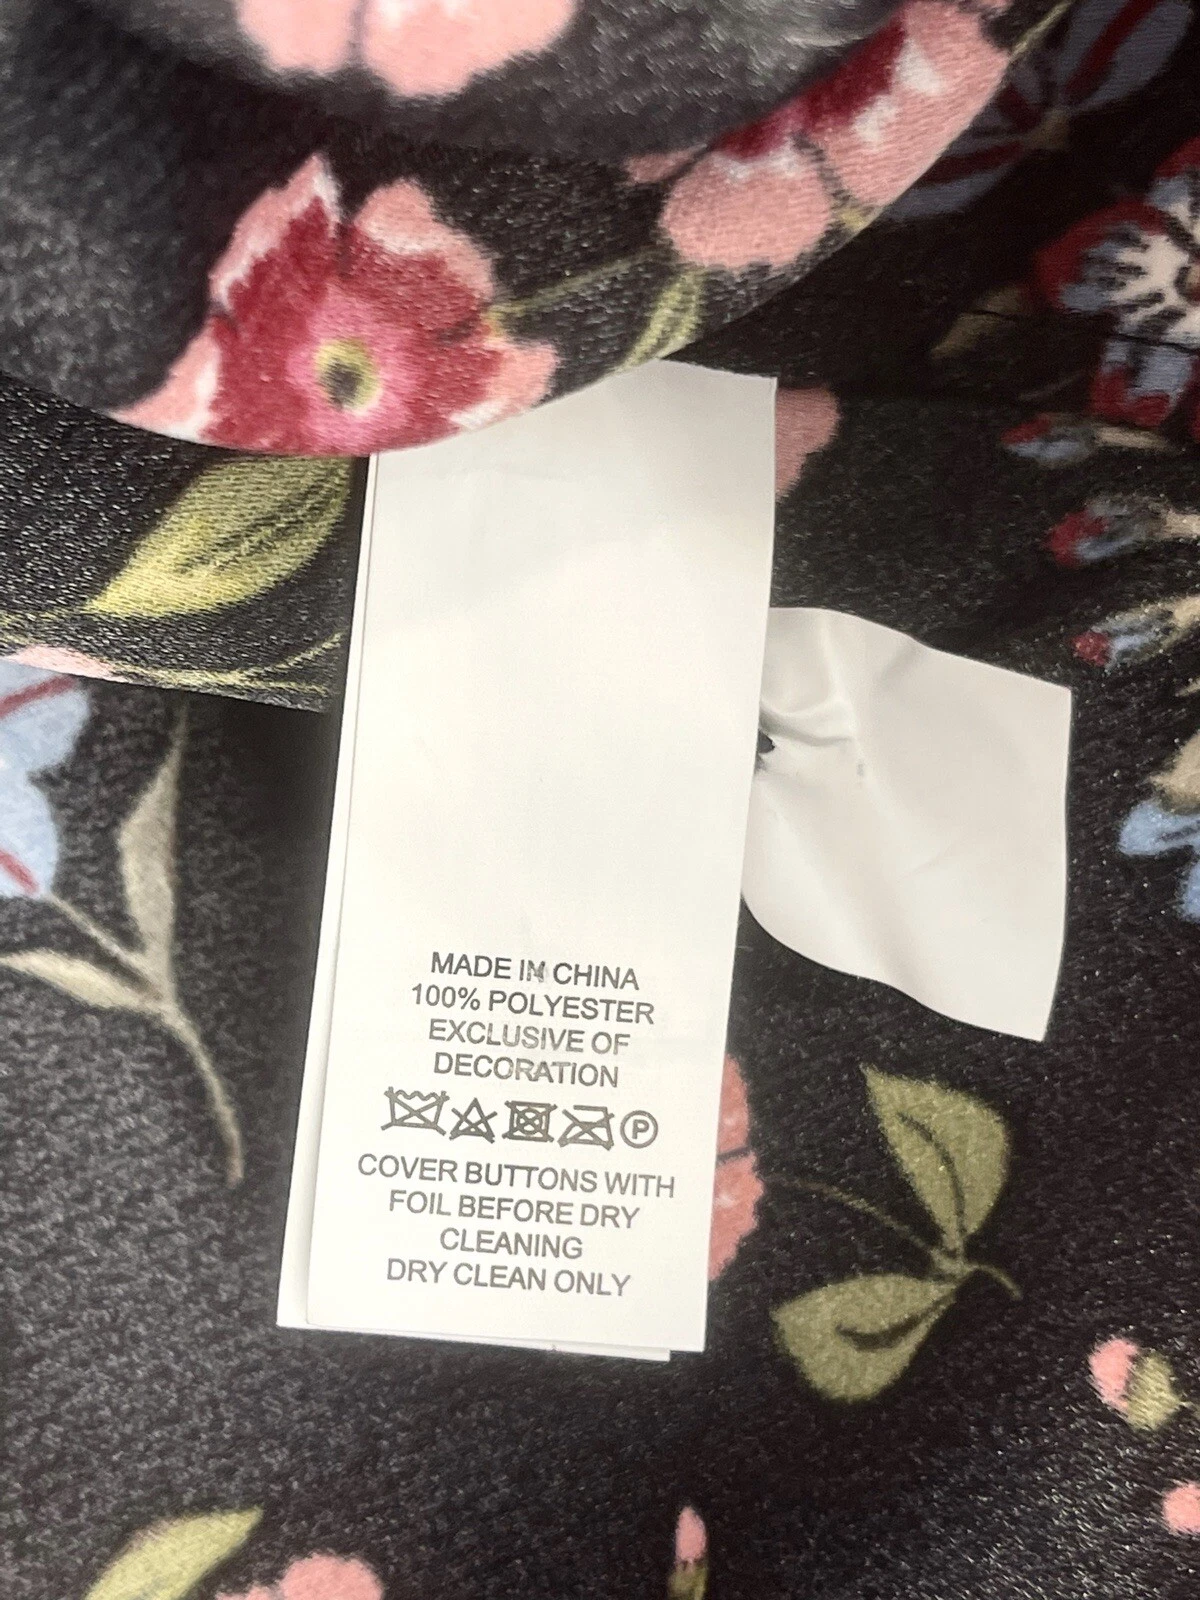 MADE IN CHINA
100% POLYESTER
EXCLUSIVE OF
DECORATION
P
COVER BUTTONS WITH
FOIL BEFORE DRY
CLEANING
DRY CLEAN ONLY